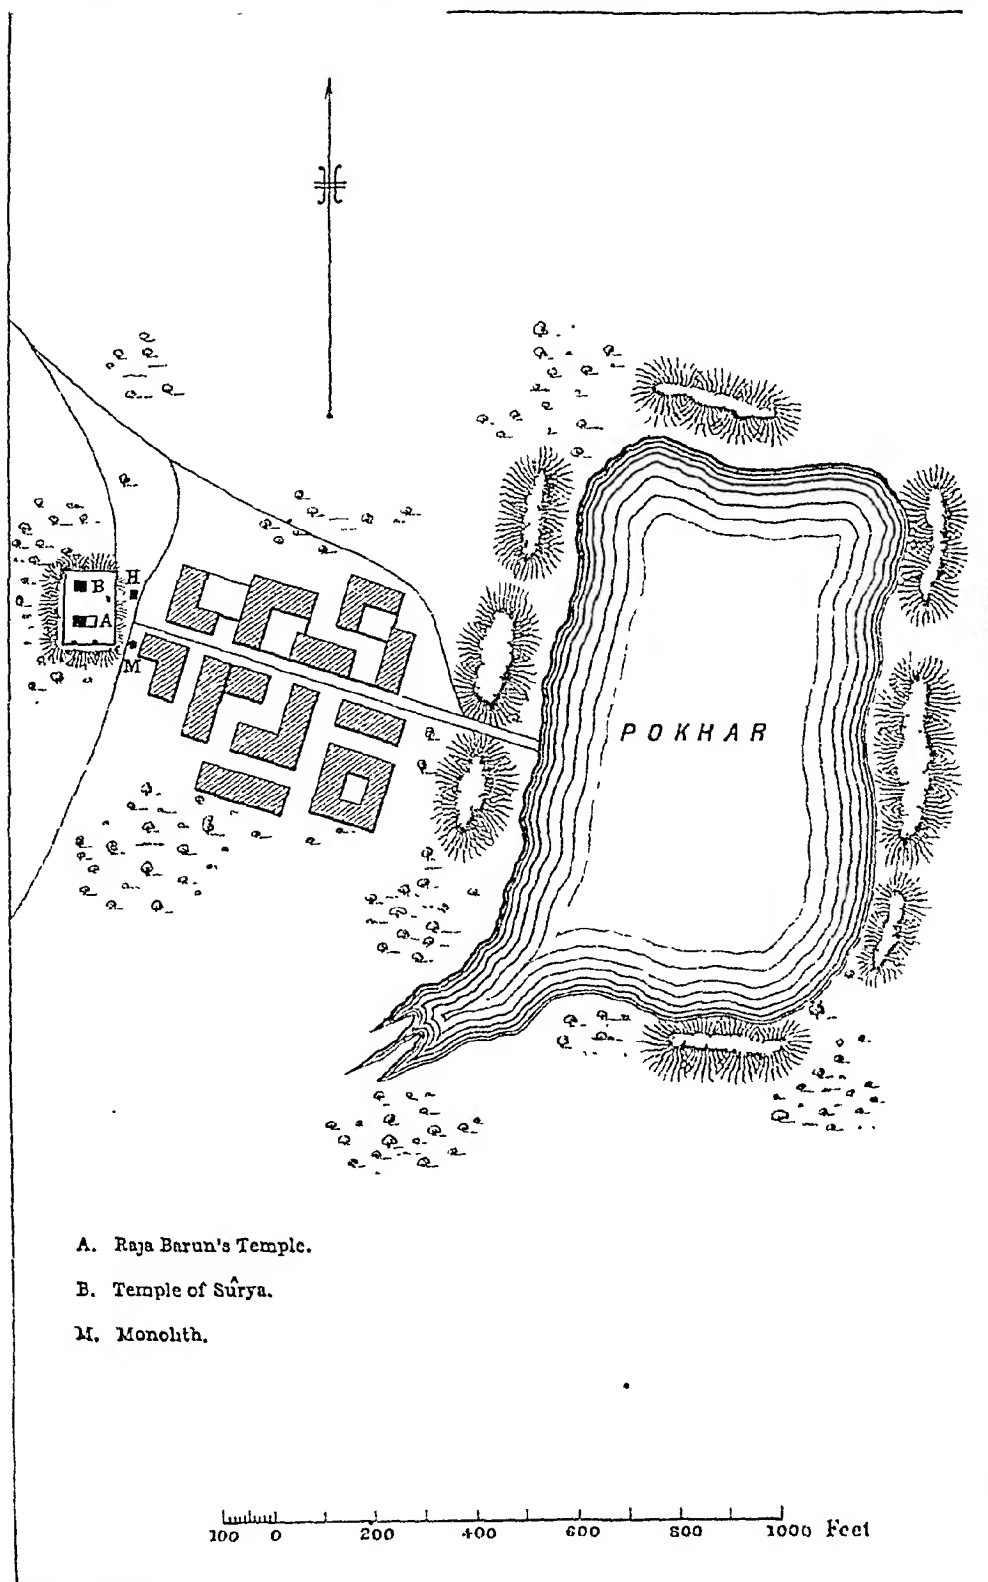 B
H
A
M
POKHAR
A. Raja Barun's Temple.
B. Temple of Sûrya.
M. Monolith.
100 0 200 400 600 800 1000 Feet